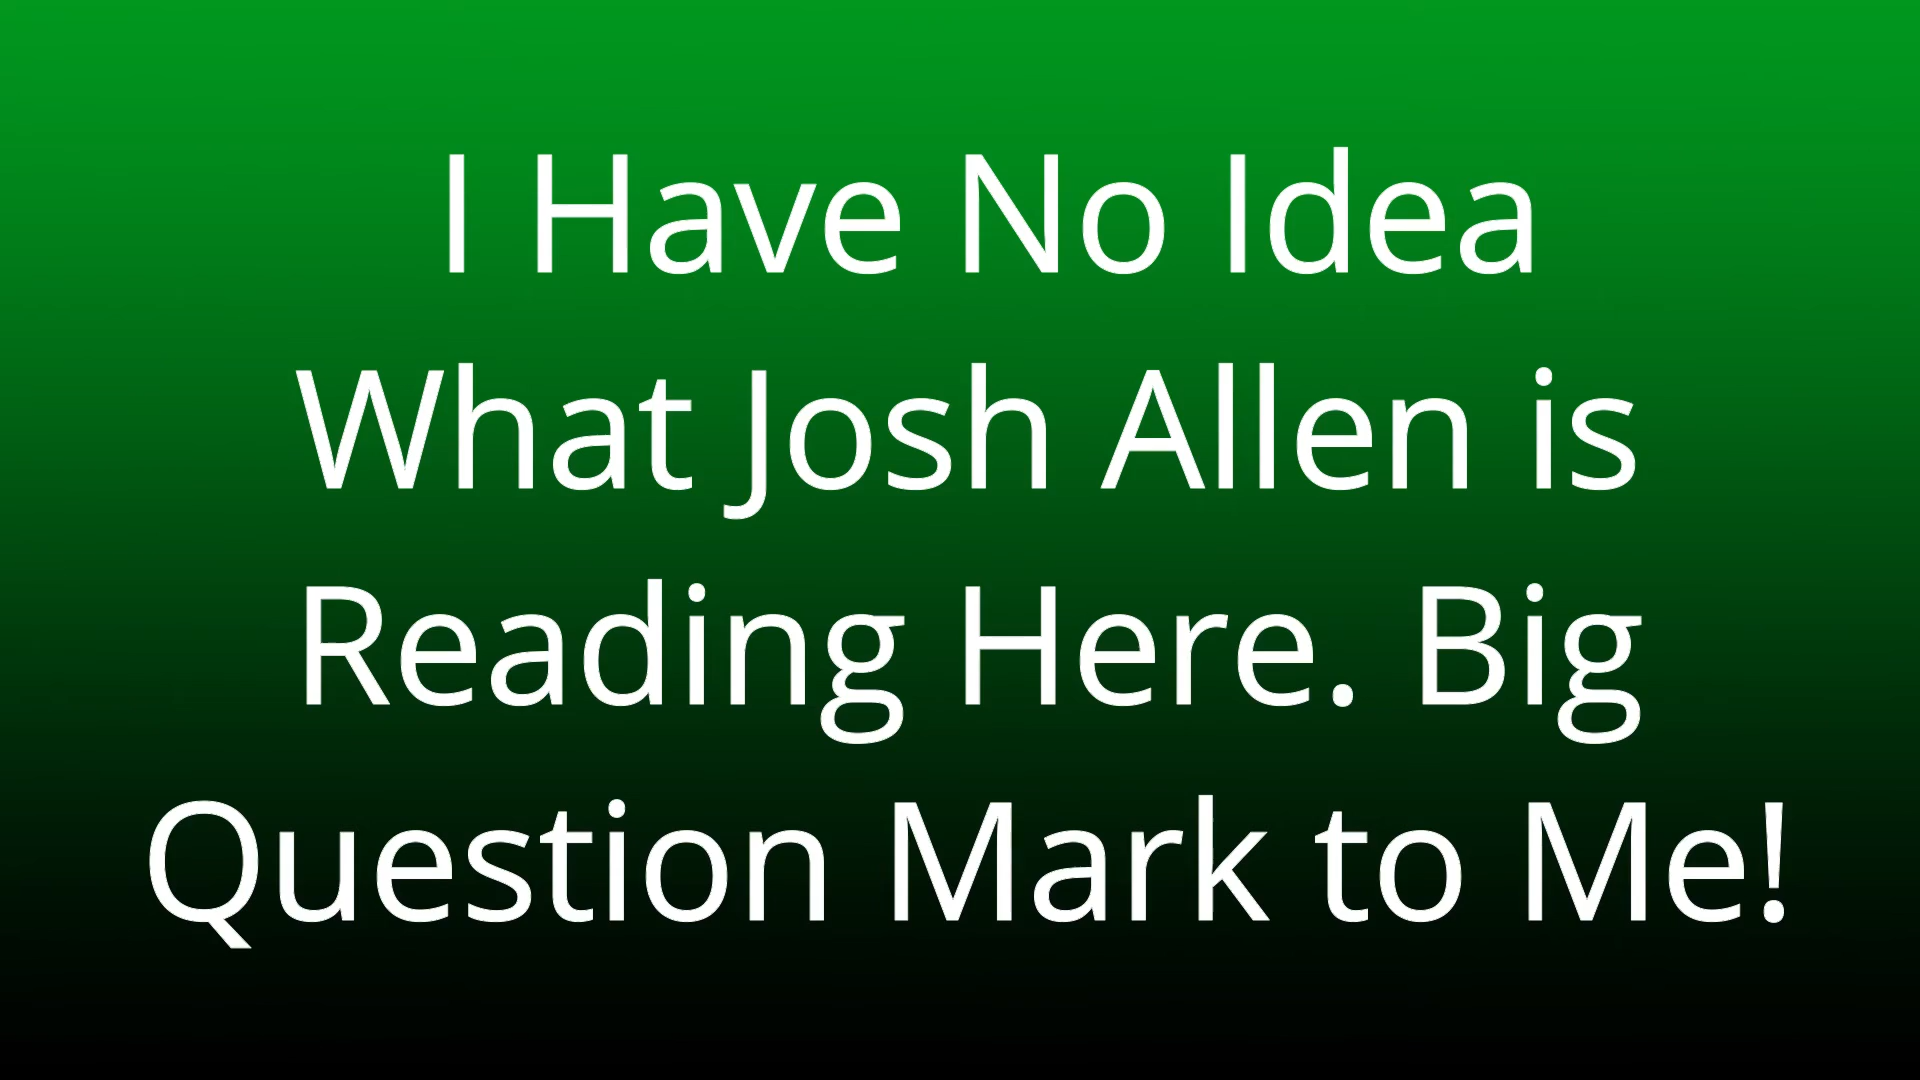 I Have No Idea
What Josh Allen is
Reading Here. Big
Question Mark to Me!